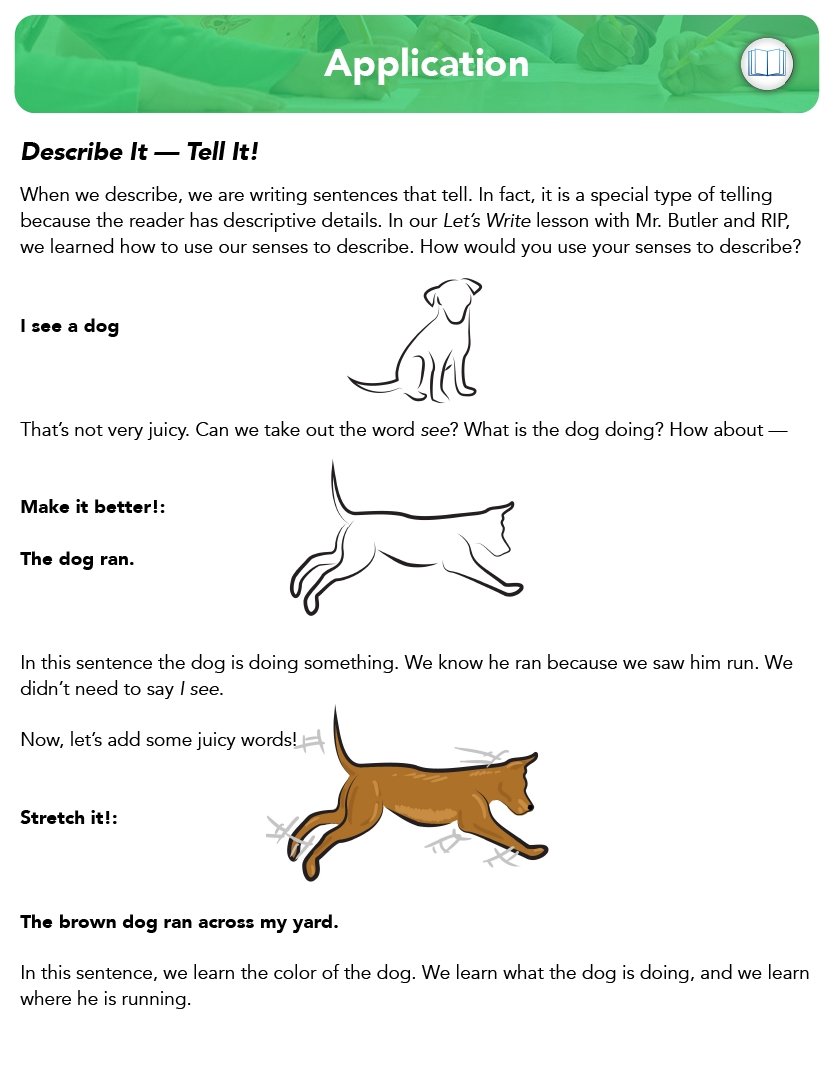 Application
Describe It — Tell It!
When we describe, we are writing sentences that tell. In fact, it is a special type of telling
because the reader has descriptive details. In our Let’s Write lesson with Mr. Butler and RIP,
we learned how to use our senses to describe. How would you use your senses to describe?
I see a dog
That’s not very juicy. Can we take out the word see? What is the dog doing? How about —
Make it better!:
The dog ran.
In this sentence the dog is doing something. We know he ran because we saw him run. We
didn’t need to say I see.
Now, let’s add some juicy words!
Stretch it!:
The brown dog ran across my yard.
In this sentence, we learn the color of the dog. We learn what the dog is doing, and we learn
where he is running.